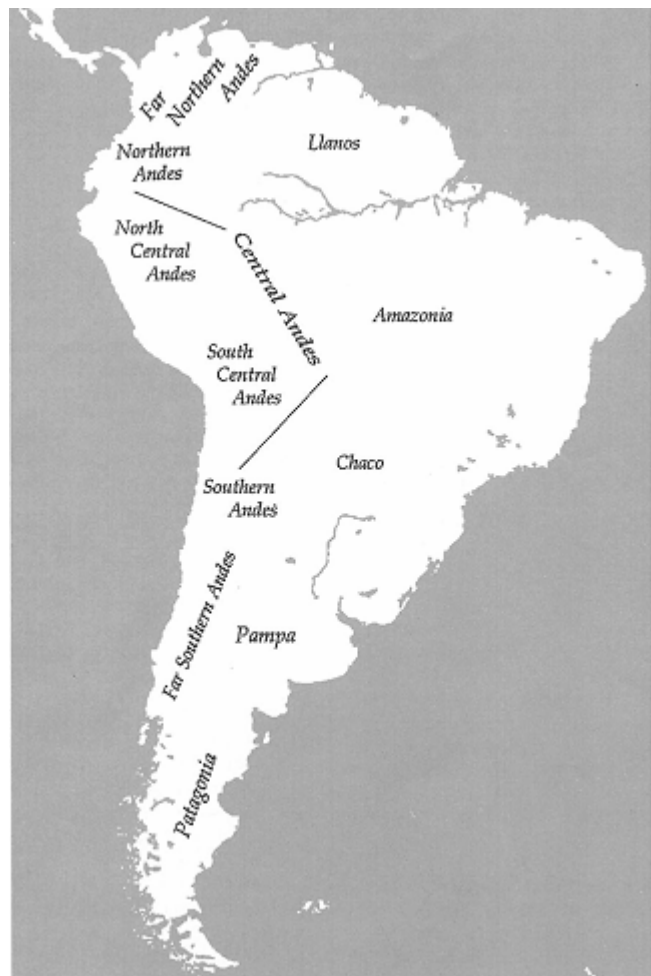 Far
Northern
Andes
Llanos
Northern
Andes
North
Central
Andes
Central Andes
Amazonia
South
Central
Andes
Chaco
Southern
Andes
Far Southern Andes
Pampa
Patagonia